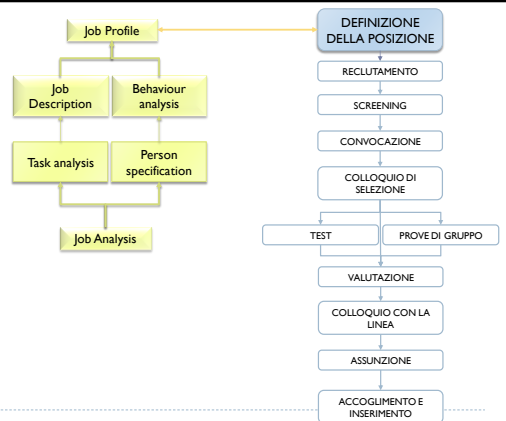 Job Profile
Job
Description
Behaviour
analysis
Task analysis
Person
specification
Job Analysis
DEFINIZIONE
DELLA POSIZIONE
RECLUTAMENTO
SCREENING
CONVOCAZIONE
COLLOQUIO DI
SELEZIONE
TEST
PROVE DI GRUPPO
VALUTAZIONE
COLLOQUIO CON LA
LINEA
ASSUNZIONE
ACCOGLIMENTO E
INSERIMENTO